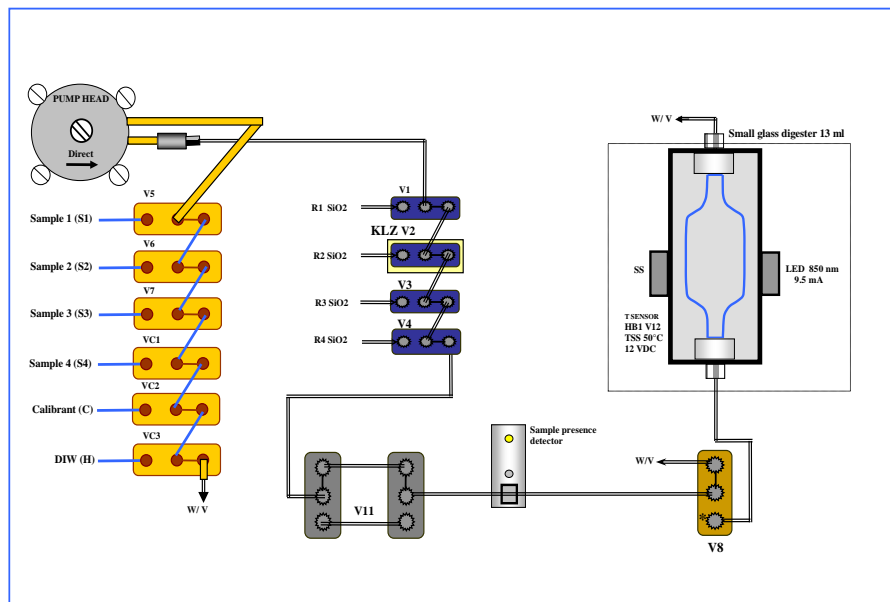 PUMP HEAD
Direct
V5
Sample 1 (S1)
V6
Sample 2 (S2)
V7
Sample 3 (S3)
VC1
Sample 4 (S4)
VC2
Calibrant (C)
VC3
DIW (H)
W/ V
V1
R1 SiO2
KLZ V2
R2 SiO2
V3
R3 SiO2
V4
R4 SiO2
V11
Sample presence
detector
W/V
*
V8
W/ V
Small glass digester 13 ml
SS
LED 850 nm
9.5 mA
T SENSOR
HB1 V12
TSS 50°C
12 VDC